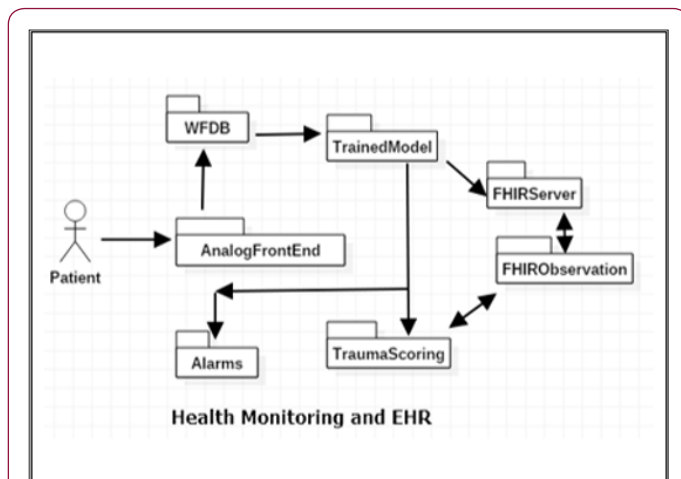 WFDB
TrainedModel
FHIRServer
Patient
AnalogFrontEnd
FHIRObservation
Alarms
TraumaScoring
Health Monitoring and EHR